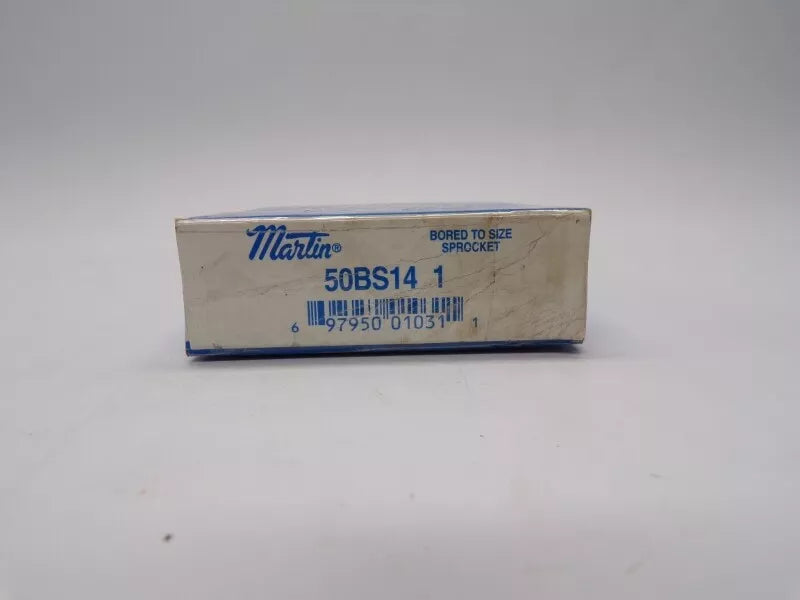 Martin®
BORED TO SIZE
SPROCKET
50BS14 1
6 97950 01031 1